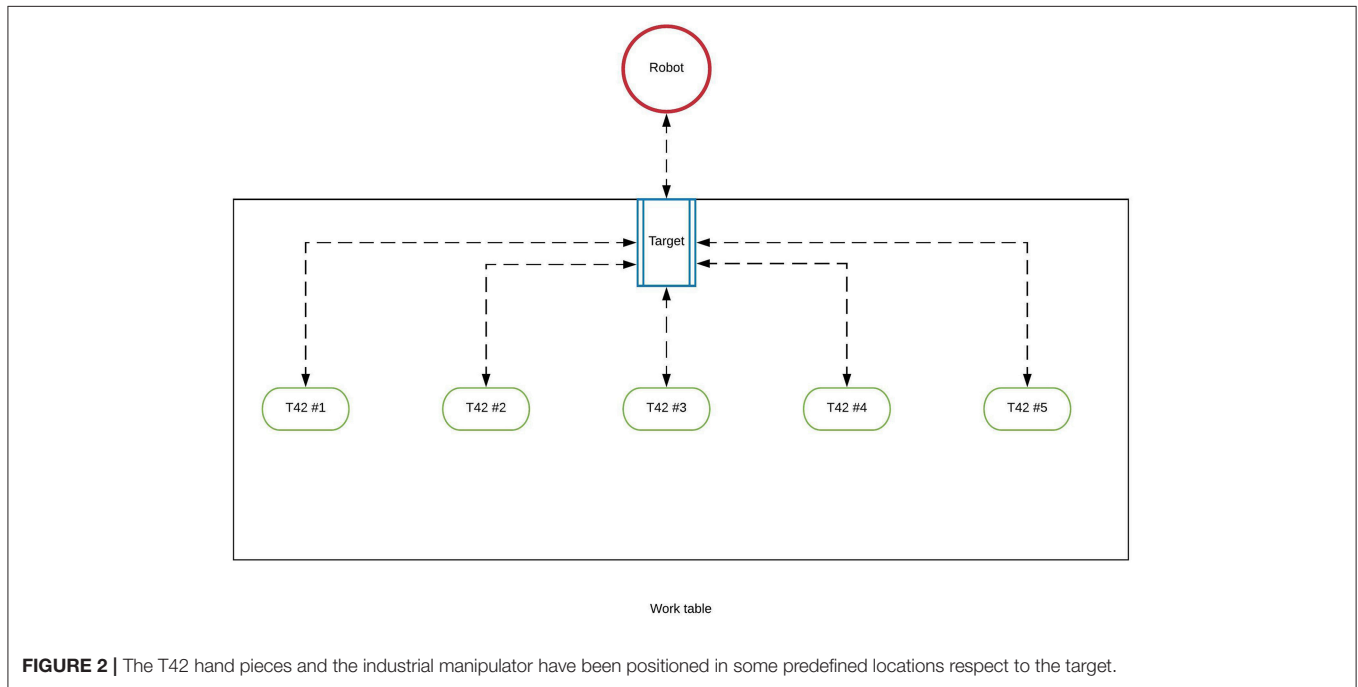 Robot
Target
T42 #1
T42 #2
T42 #3
T42 #4
T42 #5
Work table
FIGURE 2 | The T42 hand pieces and the industrial manipulator have been positioned in some predefined locations respect to the target.